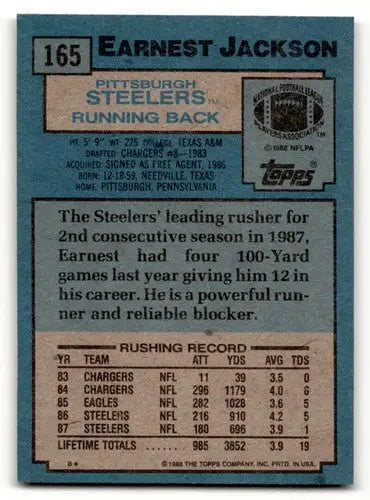 165
EARNEST JACKSON
PITTSBURGH
STEELERS™
RUNNING BACK
NATIONAL FOOTBALL LEAGUE
PLAYERS ASSOCIATION
©1988 NFLPA
Topps®
HT. 5' 9" WT. 225 COLLEGE: TEXAS A&M
DRAFTED: CHARGERS #8—1983
ACQUIRED: SIGNED AS FREE AGENT, 1986
BORN: 12-18-59, NEEDVILLE, TEXAS
HOME: PITTSBURGH, PENNSYLVANIA
The Steelers' leading rusher for
2nd consecutive season in 1987,
Earnest had four 100-Yard
games last year giving him 12 in
his career. He is a powerful run-
ner and reliable blocker.
RUSHING RECORD
YR TEAM ATT YDS AVG TDS
83 CHARGERS NFL 11 39 3.5 0
84 CHARGERS NFL 296 1179 4.0 8
85 EAGLES NFL 282 1028 3.6 5
86 STEELERS NFL 216 910 4.2 5
87 STEELERS NFL 180 696 3.9 1
LIFETIME TOTALS ...... 985 3852 3.9 19
B* © 1988 THE TOPPS COMPANY, INC. PRTD. IN USA.